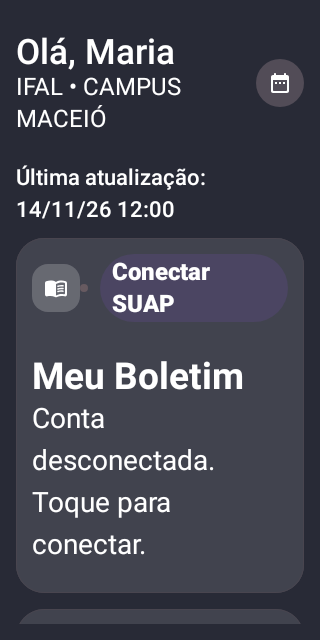 Olá, Maria
IFAL • CAMPUS
MACEIÓ
Última atualização:
14/11/26 12:00
Conectar
SUAP
Meu Boletim
Conta
desconectada.
Toque para
conectar.